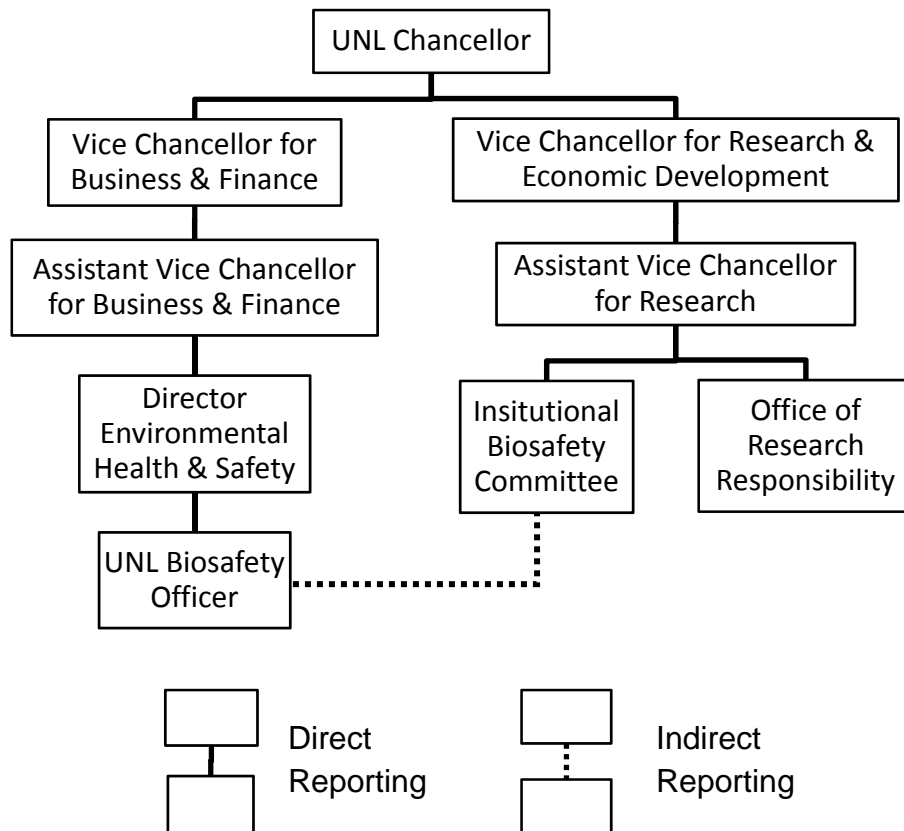 UNL Chancellor
Vice Chancellor for
Business & Finance
Vice Chancellor for Research &
Economic Development
Assistant Vice Chancellor
for Business & Finance
Assistant Vice Chancellor
for Research
Director
Environmental
Health & Safety
Insitutional
Biosafety
Committee
Office of
Research
Responsibility
UNL Biosafety
Officer
Direct
Reporting
Indirect
Reporting